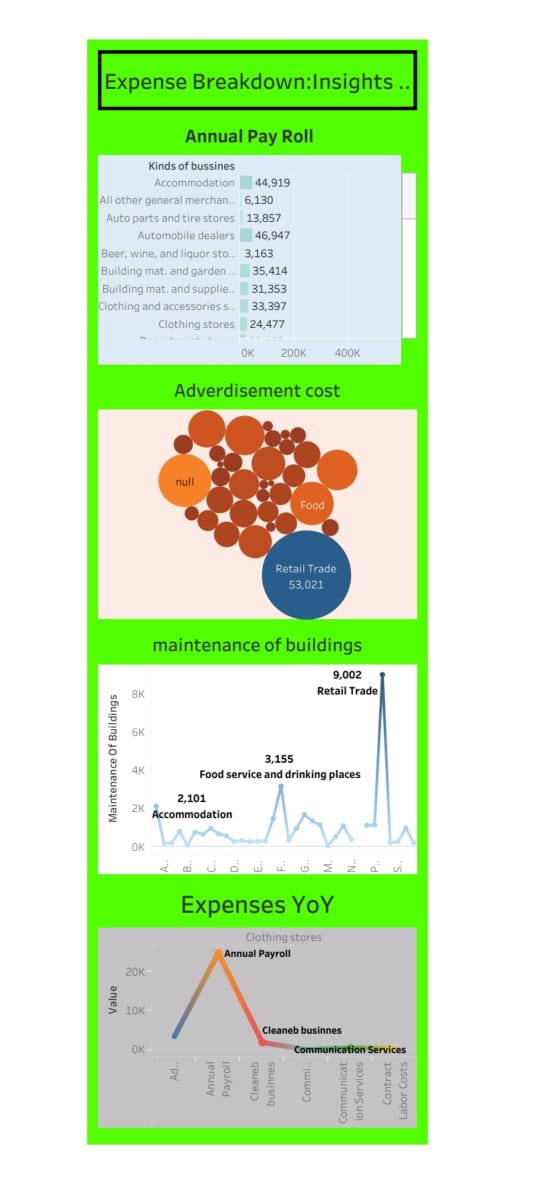 Expense Breakdown:Insights ..
Annual Pay Roll
Kinds of bussines
Accommodation 44,919
All other general merchan.. 6,130
Auto parts and tire stores 13,857
Automobile dealers 46,947
Beer, wine, and liquor sto.. 3,163
Building mat. and garden .. 35,414
Building mat. and supplie.. 31,353
Clothing and accessories s.. 33,397
Clothing stores 24,477
0K 200K 400K
Adverdisement cost
null
Food
Retail Trade
53,021
maintenance of buildings
Maintenance Of Buildings
8K
6K
4K
2K
0K
9,002
Retail Trade
3,155
Food service and drinking places
2,101
Accommodation
A..
B..
C..
D..
E..
F..
G..
M..
N..
P..
S..
Expenses YoY
Clothing stores
Value
20K
10K
0K
Annual Payroll
Cleaneb businnes
Communication Services
Ad..
Annual
Payroll
Cleaneb
businnes
Commi..
Communicat
ion Services
Contract
Labor Costs